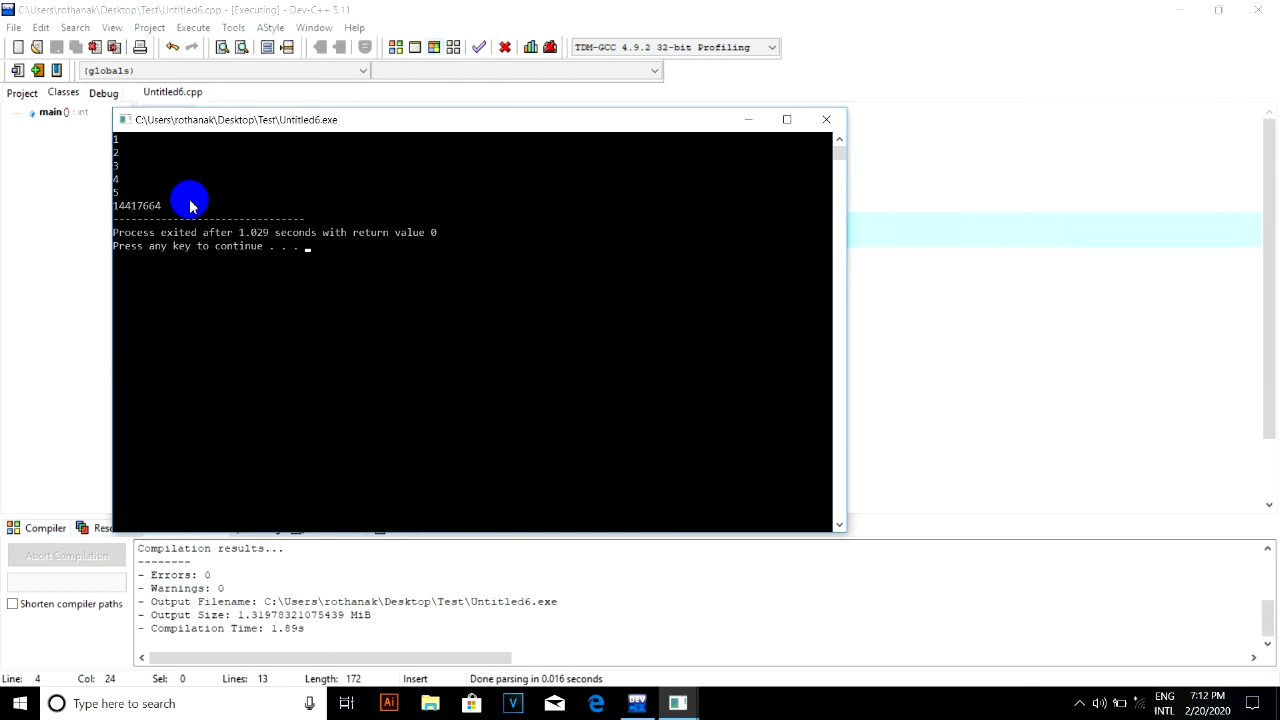 C:\Users\rothanak\Desktop\Test\Untitled6.cpp - [Executing] - Dev-C++ 5.11
File Edit Search View Project Execute Tools AStyle Window Help
TDM-GCC 4.9.2 32-bit Profiling
(globals)
Project Classes Debug Untitled6.cpp
main () : int
C:\Users\rothanak\Desktop\Test\Untitled6.exe
1
2
3
4
5
14417664
--------------------------------
Process exited after 1.029 seconds with return value 0
Press any key to continue . . .
Compiler
Abort Compilation
Shorten compiler paths
Compilation results...
--------
- Errors: 0
- Warnings: 0
- Output Filename: C:\Users\rothanak\Desktop\Test\Untitled6.exe
- Output Size: 1.31978321075439 MiB
- Compilation Time: 1.89s
Line: 4 Col: 24 Sel: 0 Lines: 13 Length: 172 Insert Done parsing in 0.016 seconds
Type here to search
ENG
INTL
7:12 PM
2/20/2020